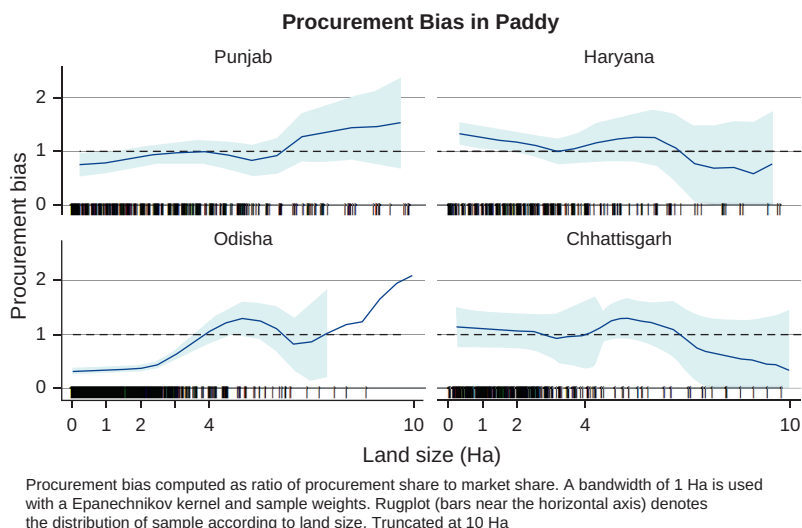 Procurement Bias in Paddy
Punjab
Haryana
2
1
0
Odisha
Chhattisgarh
2
1
0
Procurement bias
0 1 2 4 10
0 1 2 4 10
Land size (Ha)
Procurement bias computed as ratio of procurement share to market share. A bandwidth of 1 Ha is used
with a Epanechnikov kernel and sample weights. Rugplot (bars near the horizontal axis) denotes
the distribution of sample according to land size. Truncated at 10 Ha